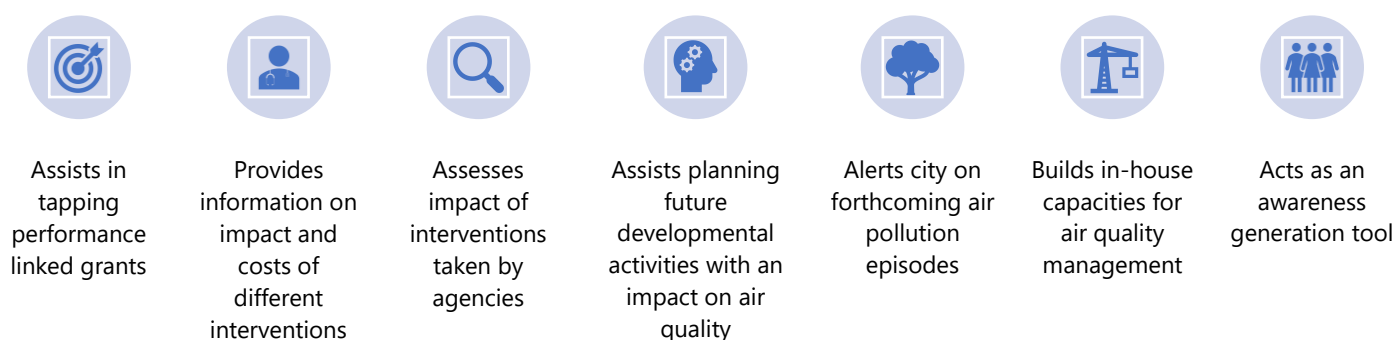 Assists in
tapping
performance
linked grants
Provides
information on
impact and
costs of
different
interventions
Assesses
impact of
interventions
taken by
agencies
Assists planning
future
developmental
activities with an
impact on air
quality
Alerts city on
forthcoming air
pollution
episodes
Builds in-house
capacities for
air quality
management
Acts as an
awareness
generation tool